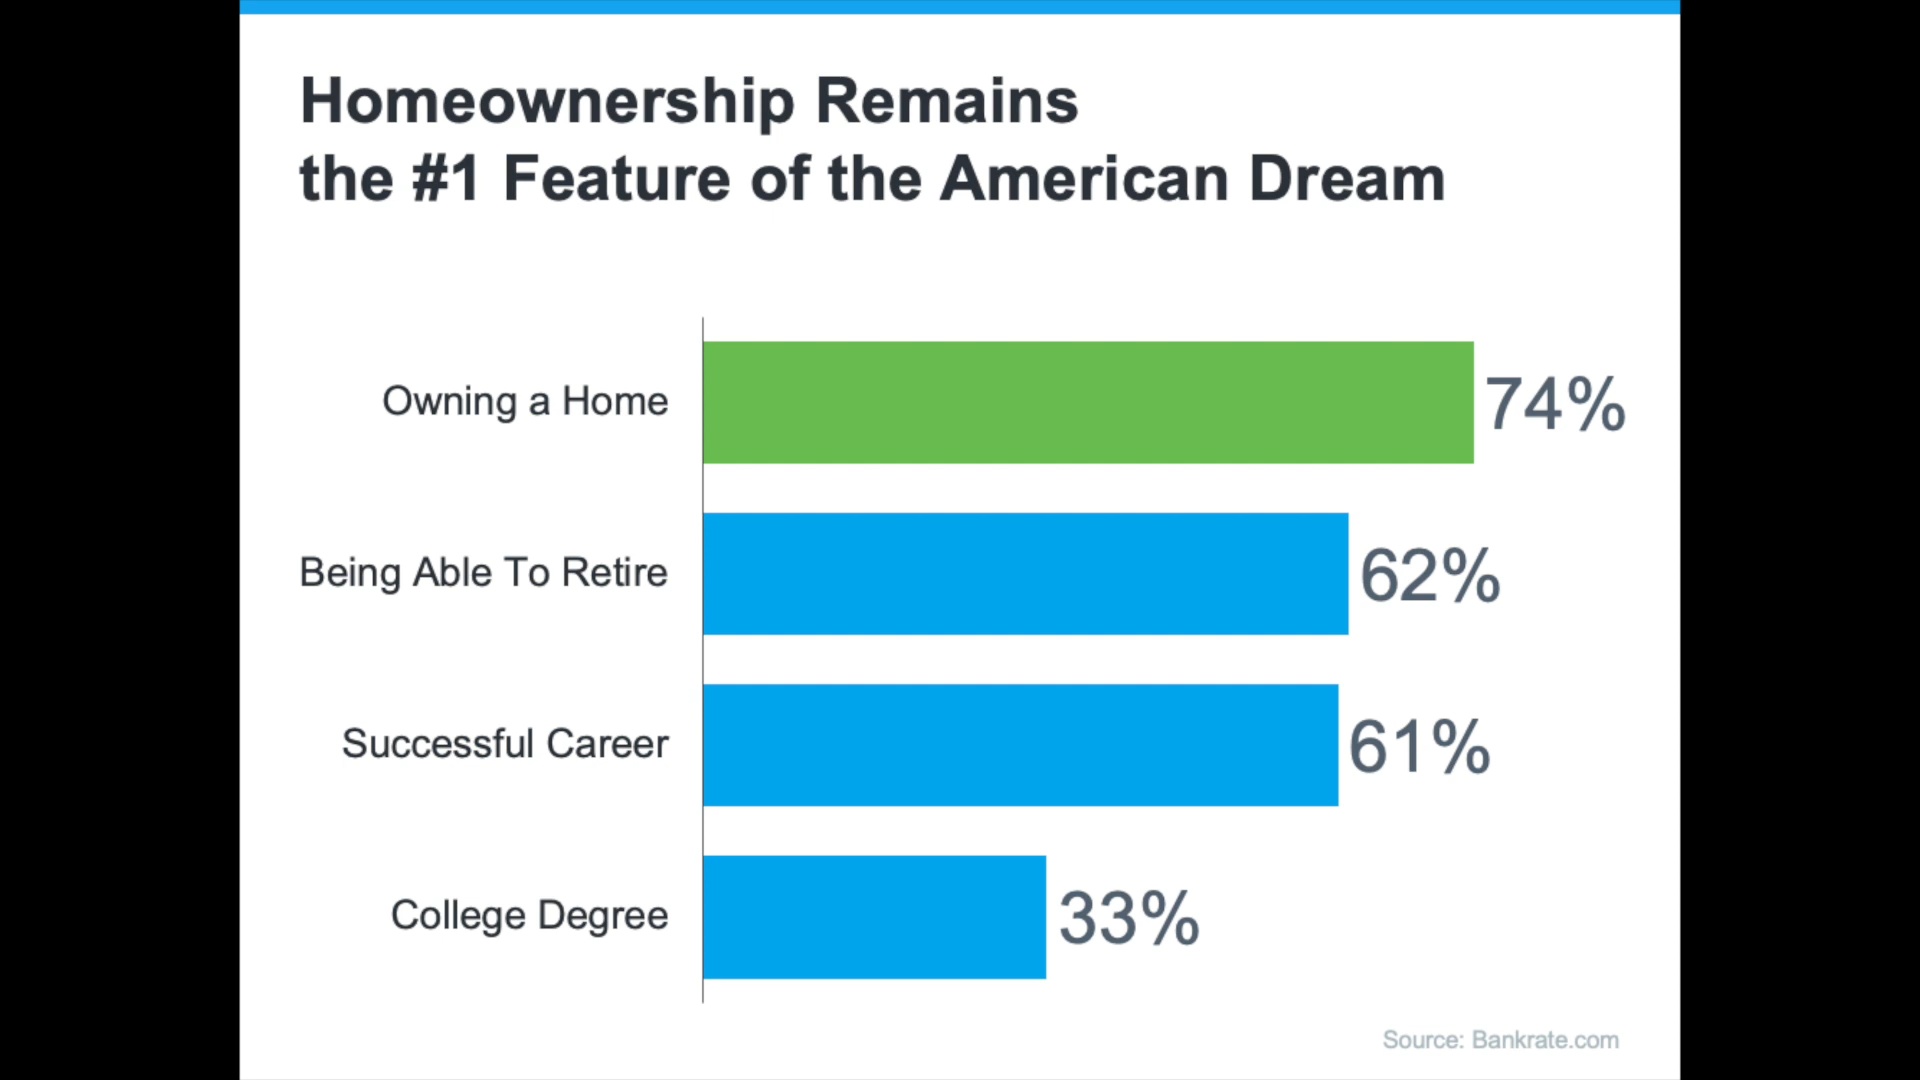 Homeownership Remains
the #1 Feature of the American Dream
Owning a Home 74%
Being Able To Retire 62%
Successful Career 61%
College Degree 33%
Source: Bankrate.com